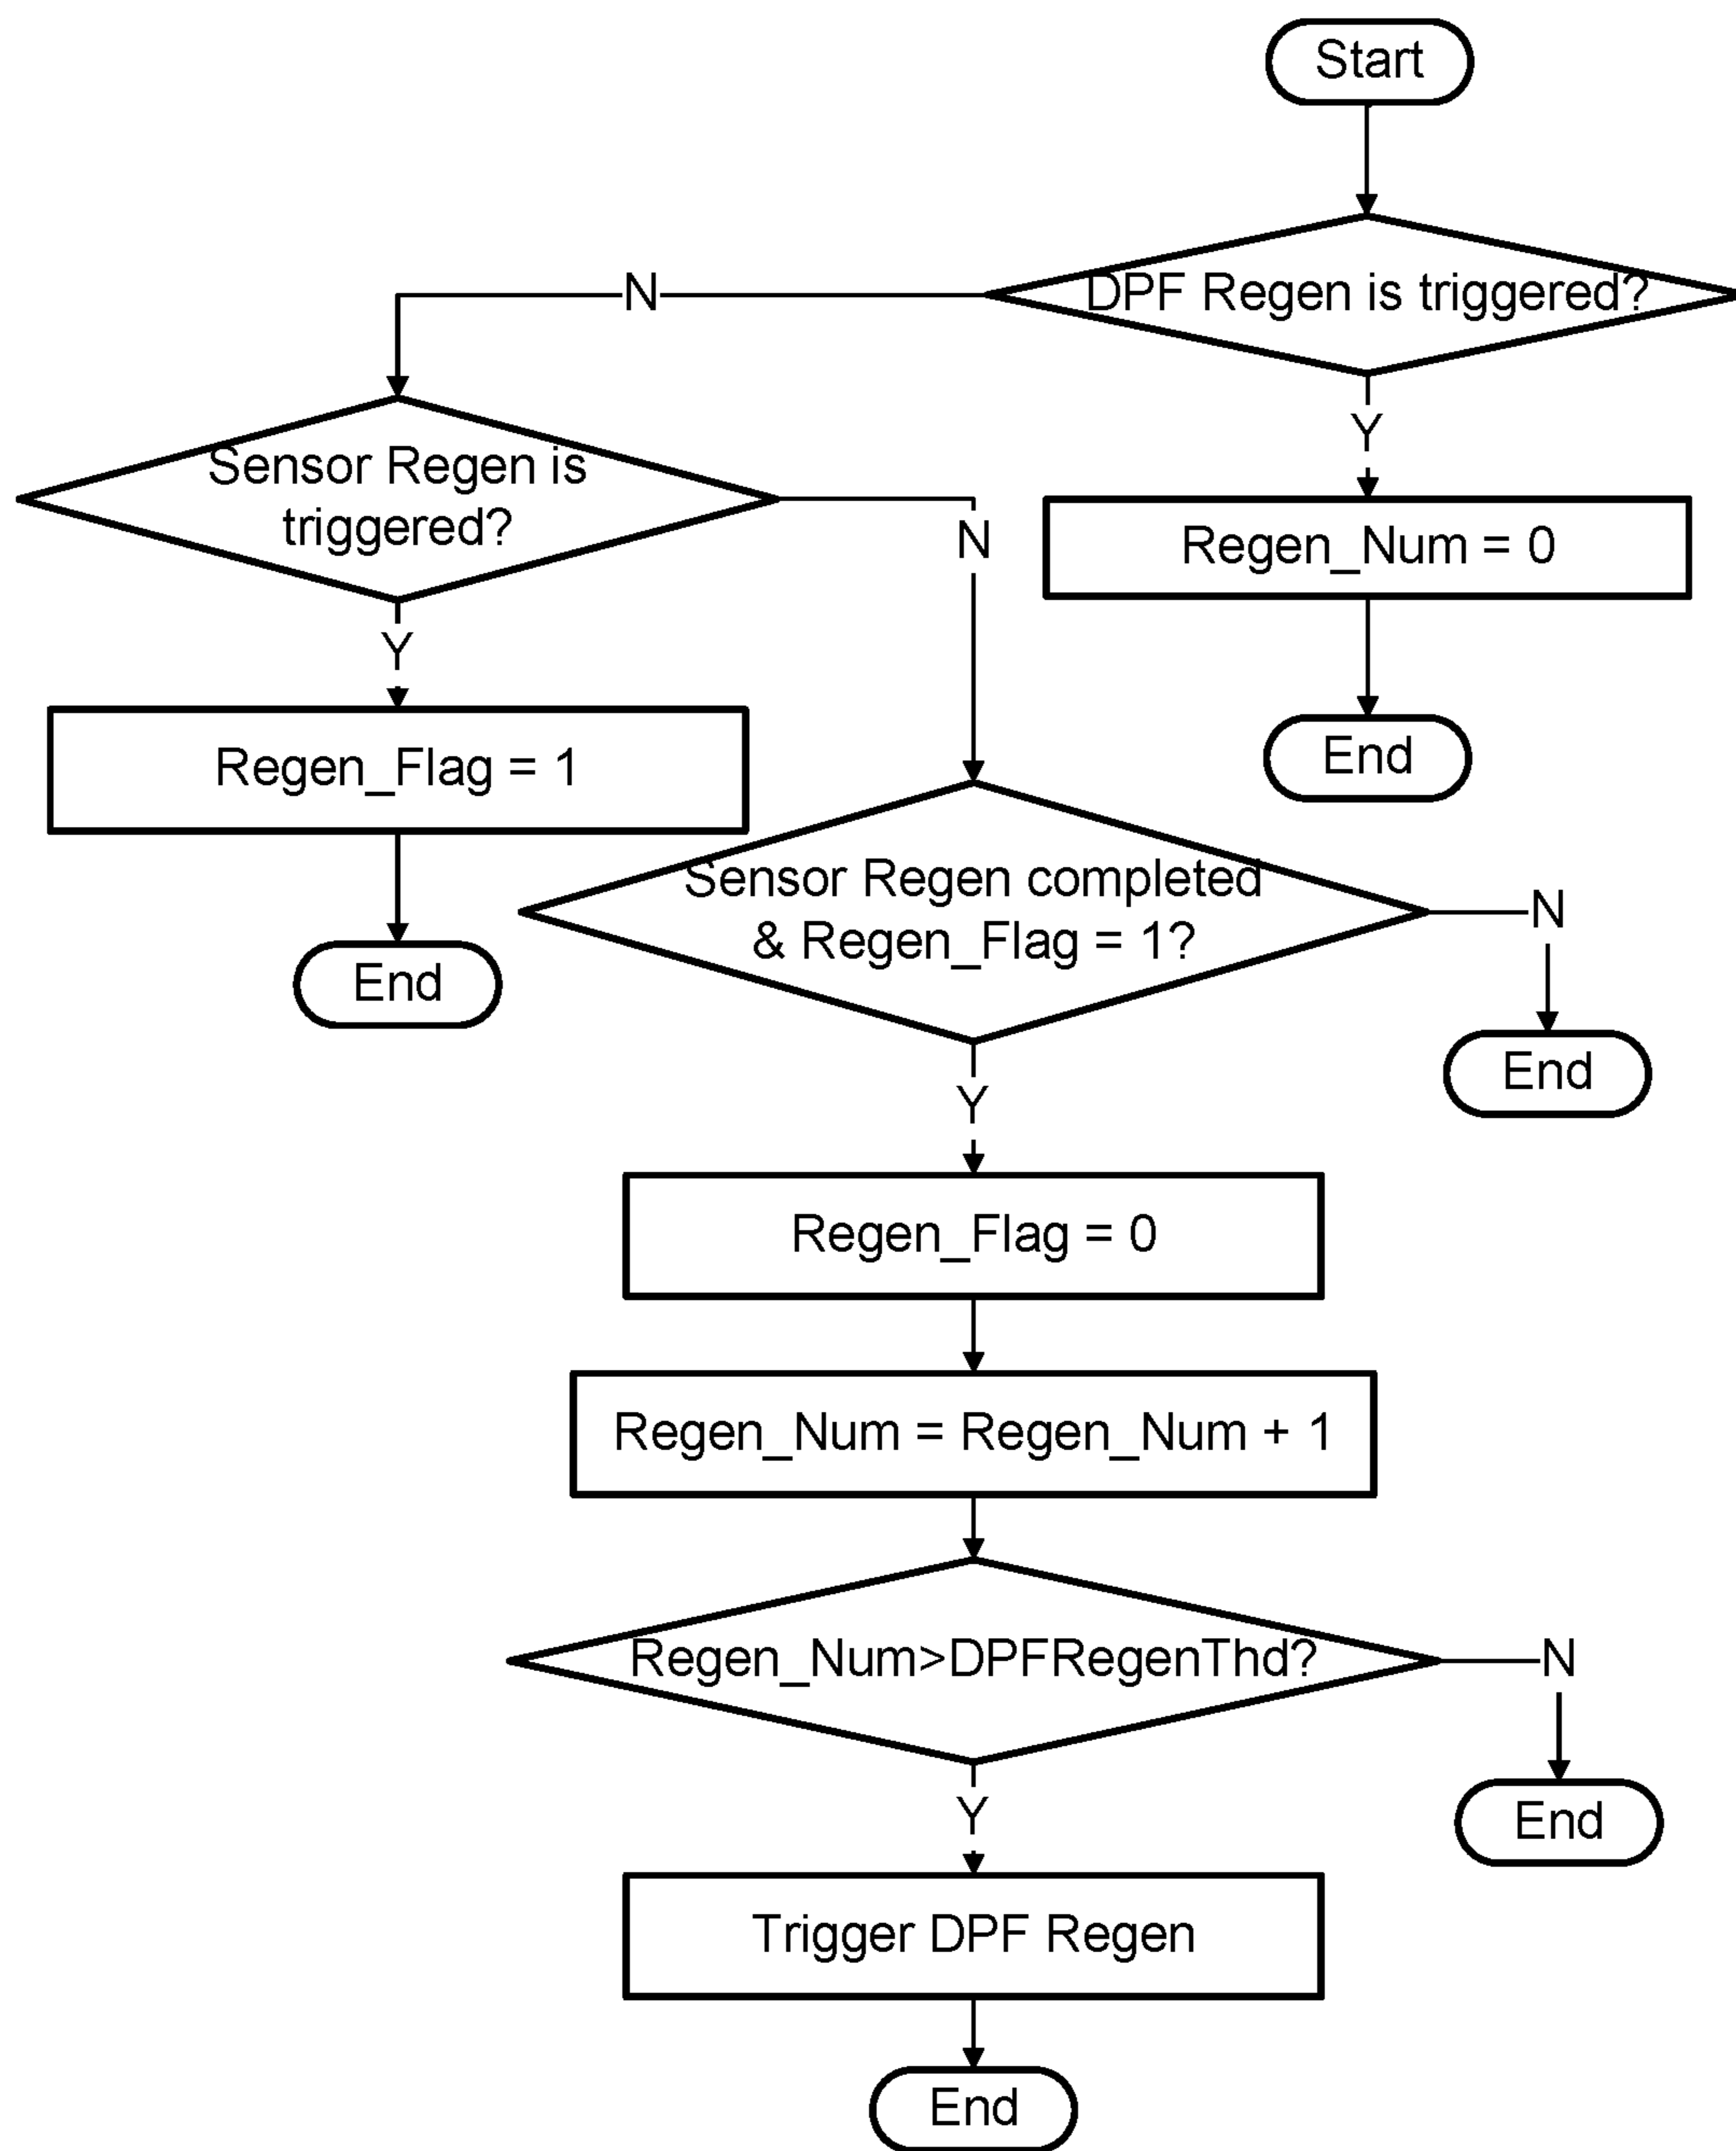 Start
DPF Regen is triggered?
N
Y
Sensor Regen is
triggered?
N
Y
Regen_Num = 0
End
Regen_Flag = 1
End
Sensor Regen completed
& Regen_Flag = 1?
N
End
Y
Regen_Flag = 0
Regen_Num = Regen_Num + 1
Regen_Num>DPFRegenThd?
N
End
Y
Trigger DPF Regen
End